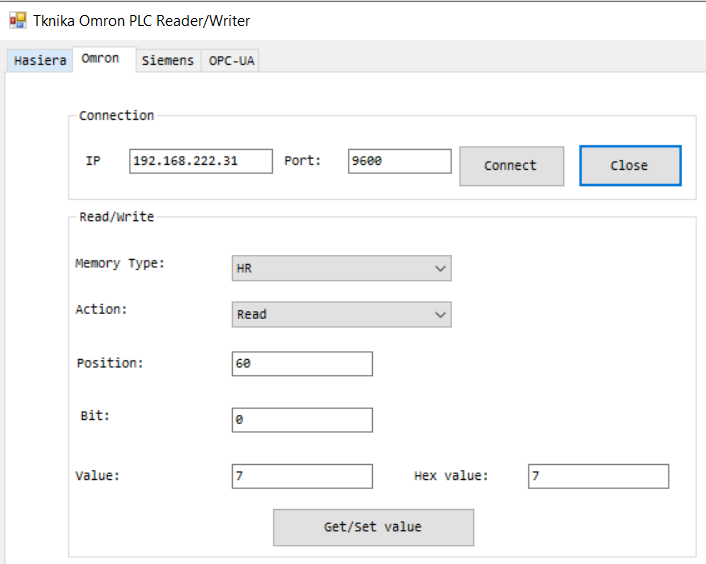 Tknika Omron PLC Reader/Writer
Hasiera Omron Siemens OPC-UA
Connection
IP 192.168.222.31 Port: 9600 Connect Close
Read/Write
Memory Type: HR
Action: Read
Position: 60
Bit: 0
Value: 7 Hex value: 7
Get/Set value